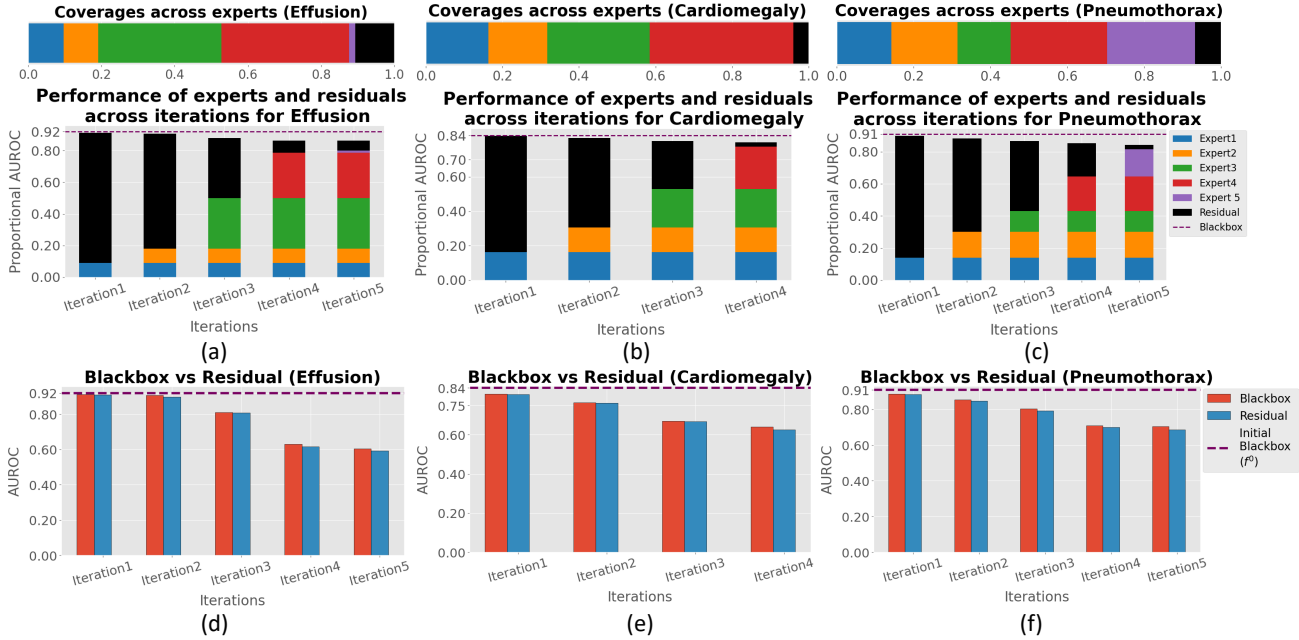 Coverages across experts (Effusion)
0.0 0.2 0.4 0.6 0.8 1.0
Performance of experts and residuals
across iterations for Effusion
Proportional AUROC
0.92
0.80
0.60
0.40
0.20
0.00
Iteration1 Iteration2 Iteration3 Iteration4 Iteration5
Iterations
(a)
Coverages across experts (Cardiomegaly)
0.0 0.2 0.4 0.6 0.8 1.0
Performance of experts and residuals
across iterations for Cardiomegaly
Proportional AUROC
0.84
0.70
0.60
0.40
0.20
0.00
Iteration1 Iteration2 Iteration3 Iteration4
Iterations
(b)
Coverages across experts (Pneumothorax)
0.0 0.2 0.4 0.6 0.8 1.0
Performance of experts and residuals
across iterations for Pneumothorax
Proportional AUROC
0.91
0.80
0.60
0.40
0.20
0.00
Iteration1 Iteration2 Iteration3 Iteration4 Iteration5
Iterations
(c)
Expert1
Expert2
Expert3
Expert4
Expert 5
Residual
Blackbox
Blackbox vs Residual (Effusion)
AUROC
0.92
0.80
0.60
0.40
0.20
0.00
Iteration1 Iteration2 Iteration3 Iteration4 Iteration5
Iterations
(d)
Blackbox vs Residual (Cardiomegaly)
AUROC
0.84
0.75
0.60
0.40
0.20
0.00
Iteration1 Iteration2 Iteration3 Iteration4
Iterations
(e)
Blackbox vs Residual (Pneumothorax)
AUROC
0.91
0.80
0.60
0.40
0.20
0.00
Iteration1 Iteration2 Iteration3 Iteration4 Iteration5
Iterations
(f)
Blackbox
Residual
Initial
Blackbox
(f⁰)